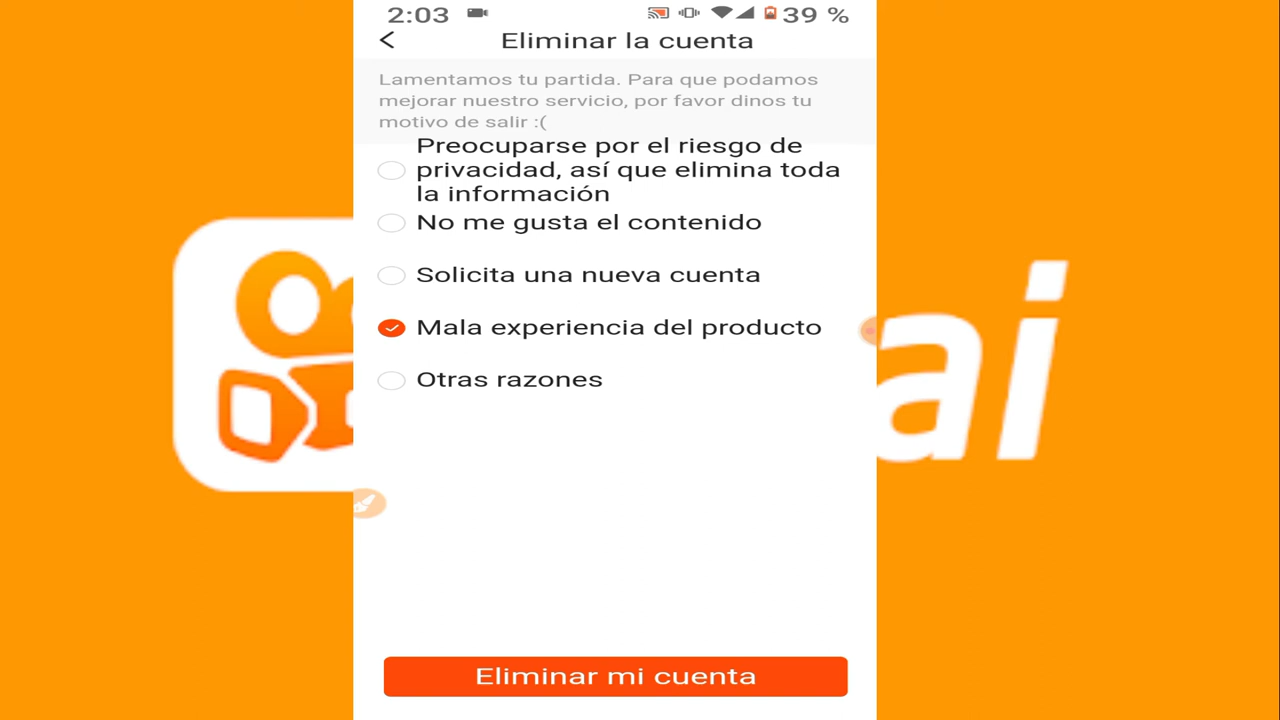 2:03
39 %
Eliminar la cuenta
Lamentamos tu partida. Para que podamos
mejorar nuestro servicio, por favor dinos tu
motivo de salir :(
Preocuparse por el riesgo de
privacidad, así que elimina toda
la información
No me gusta el contenido
Solicita una nueva cuenta
Mala experiencia del producto
Otras razones
ai
Eliminar mi cuenta